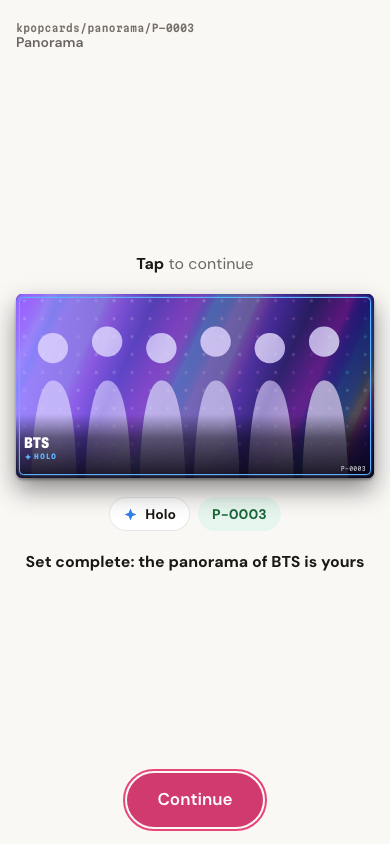 kpopcards/panorama/P-0003
Panorama
Tap to continue
BTS
HOLO
P-0003
Holo
P-0003
Set complete: the panorama of BTS is yours
Continue